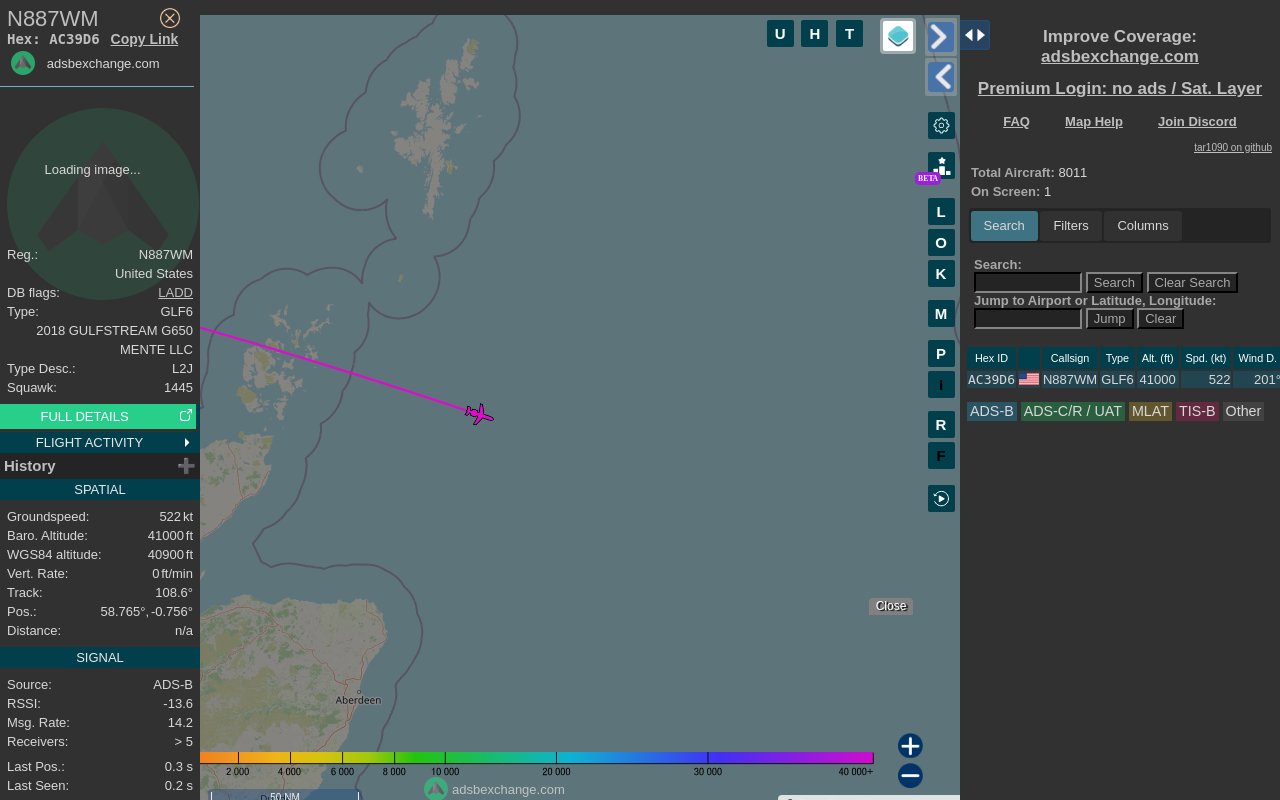 N887WM
Hex: AC39D6 Copy Link
adsbexchange.com
Loading image...
Reg.: N887WM
United States
DB flags: LADD
Type: GLF6
2018 GULFSTREAM G650
MENTE LLC
Type Desc.: L2J
Squawk: 1445
FULL DETAILS
FLIGHT ACTIVITY
History
SPATIAL
Groundspeed: 522 kt
Baro. Altitude: 41000 ft
WGS84 altitude: 40900 ft
Vert. Rate: 0 ft/min
Track: 108.6°
Pos.: 58.765°, -0.756°
Distance: n/a
SIGNAL
Source: ADS-B
RSSI: -13.6
Msg. Rate: 14.2
Receivers: > 5
Last Pos.: 0.3 s
Last Seen: 0.2 s
U H T
BETA
L
O
K
M
P
I
R
F
Close
Aberdeen
2 000 4 000 6 000 8 000 10 000 20 000 30 000 40 000+
adsbexchange.com
50 NM
Improve Coverage:
adsbexchange.com
Premium Login: no ads / Sat. Layer
FAQ Map Help Join Discord
tar1090 on github
Total Aircraft: 8011
On Screen: 1
Search Filters Columns
Search:
Search Clear Search
Jump to Airport or Latitude, Longitude:
Jump Clear
Hex ID Callsign Type Alt. (ft) Spd. (kt) Wind D.
AC39D6 N887WM GLF6 41000 522 201°
ADS-B ADS-C/R / UAT MLAT TIS-B Other